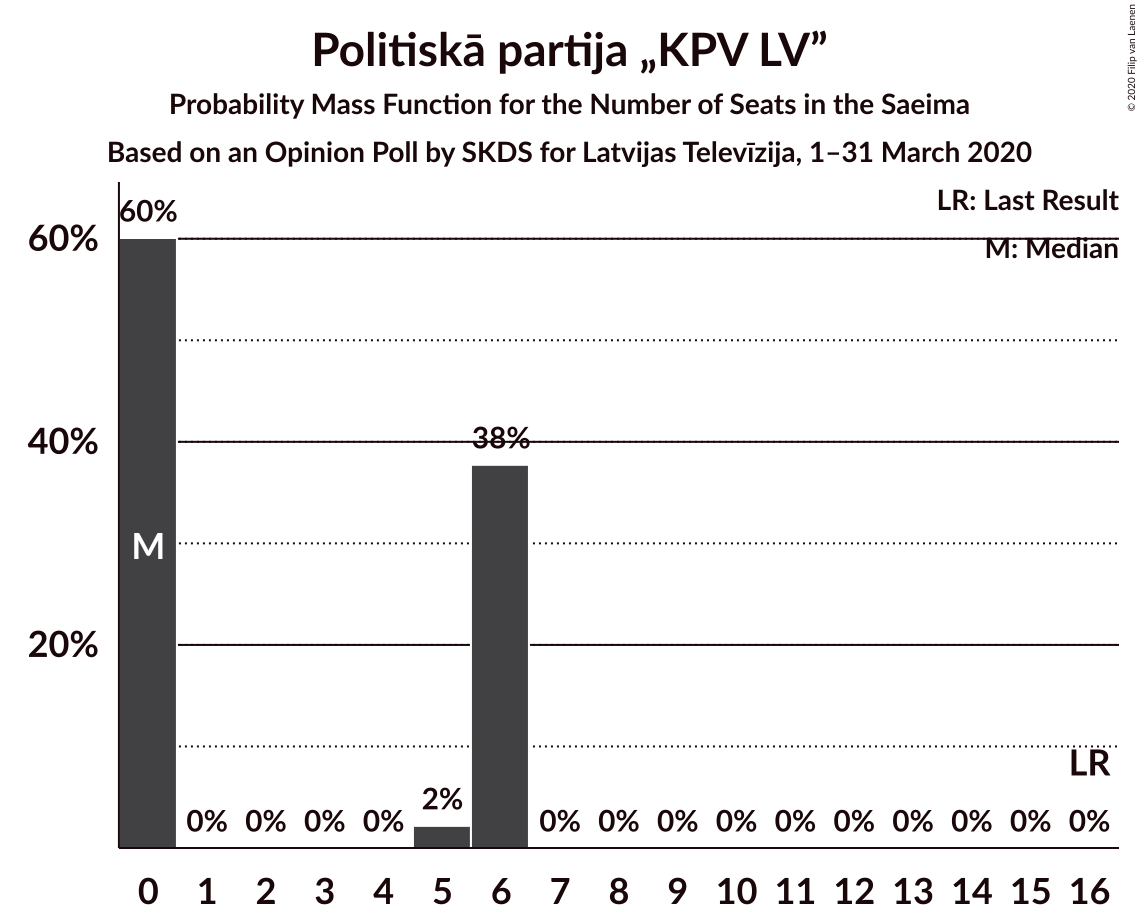 Politiskā partija „KPV LV”
Probability Mass Function for the Number of Seats in the Saeima
Based on an Opinion Poll by SKDS for Latvijas Televīzija, 1–31 March 2020
© 2020 Filip van Laenen
LR: Last Result
M: Median
60%
40%
20%
60%
M
0%
0%
0%
0%
2%
38%
0%
0%
0%
0%
0%
0%
0%
0%
0%
LR
0%
0 1 2 3 4 5 6 7 8 9 10 11 12 13 14 15 16